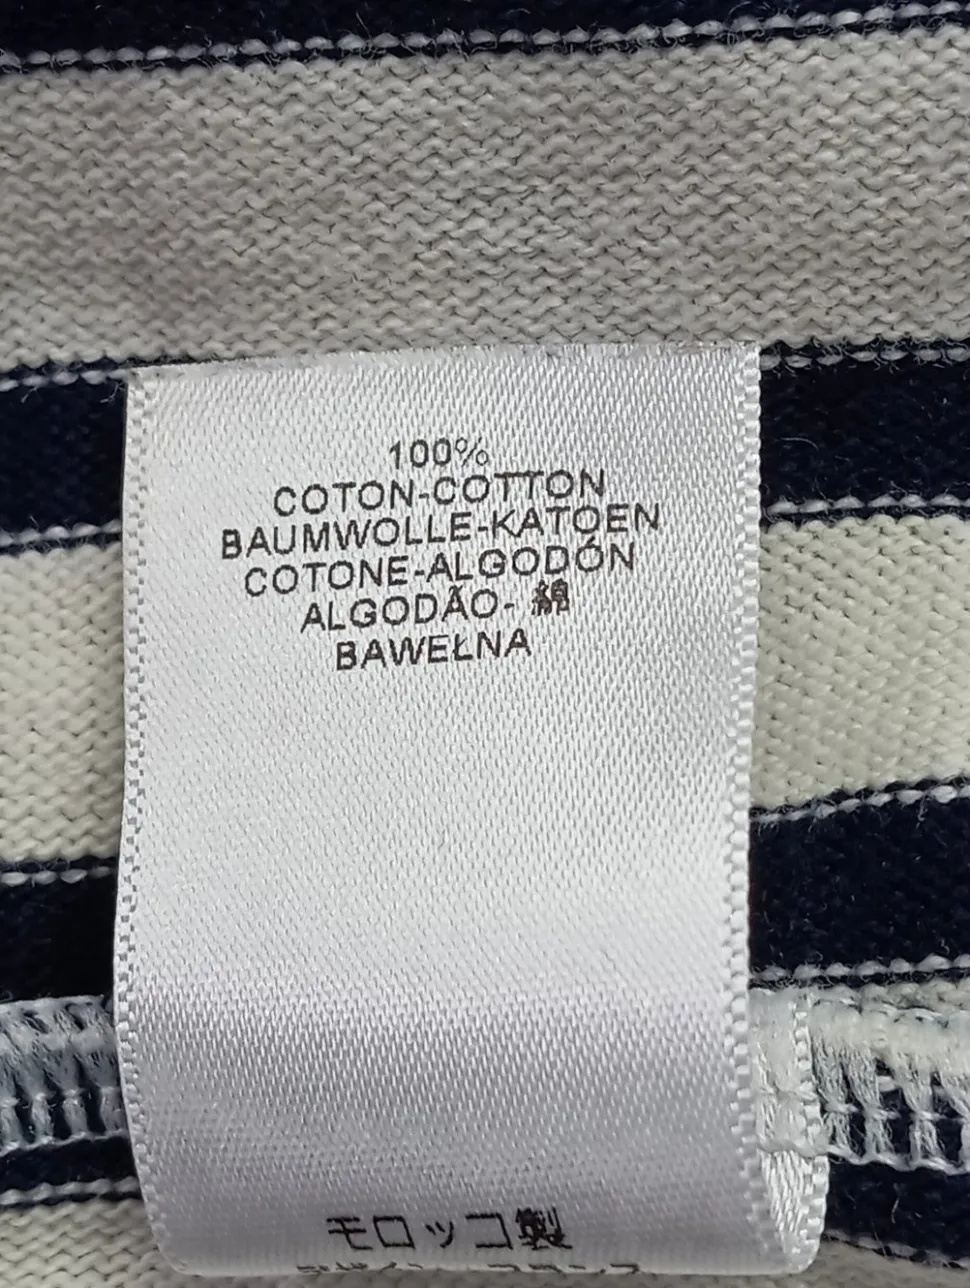 100%
COTON-COTTON
BAUMWOLLE-KATOEN
COTONE-ALGODÓN
ALGODÃO- 綿
BAWEŁNA
モロッコ製